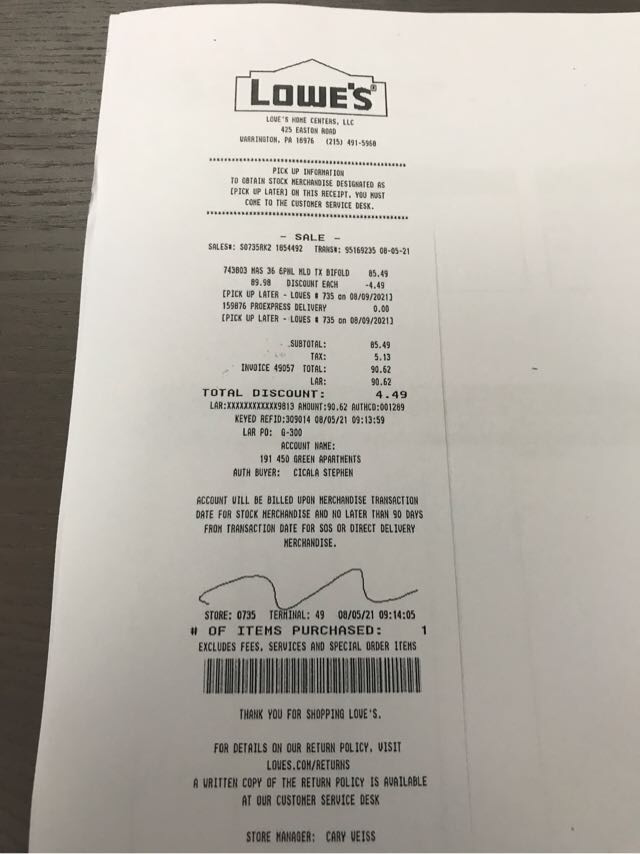 LOWE'S®
LOWE'S HOME CENTERS, LLC
425 EASTON ROAD
WARRINGTON, PA 18976 (215) 491-5960
PICK UP INFORMATION
TO OBTAIN STOCK MERCHANDISE DESIGNATED AS
[PICK UP LATER] ON THIS RECEIPT, YOU MUST
COME TO THE CUSTOMER SERVICE DESK.
- SALE -
SALES#: S0735RK2 1854492 TRANS#: 95169235 08-05-21
743803 MAS 36 6PNL MLD TX BIFOLD 85.49
89.98 DISCOUNT EACH -4.49
[PICK UP LATER - LOWES # 735 on 08/09/2021]
159876 PROEXPRESS DELIVERY 0.00
[PICK UP LATER - LOWES # 735 on 08/09/2021]
SUBTOTAL: 85.49
TAX: 5.13
INVOICE 49057 TOTAL: 90.62
LAR: 90.62
TOTAL DISCOUNT: 4.49
LAR:XXXXXXXXXXXX9813 AMOUNT:90.62 AUTHCD:001289
KEYED REFID:309014 08/05/21 09:13:59
LAR PO: G-300
ACCOUNT NAME:
191 450 GREEN APARTMENTS
AUTH BUYER: CICALA STEPHEN
ACCOUNT WILL BE BILLED UPON MERCHANDISE TRANSACTION
DATE FOR STOCK MERCHANDISE AND NO LATER THAN 90 DAYS
FROM TRANSACTION DATE FOR SOS OR DIRECT DELIVERY
MERCHANDISE.
STORE: 0735 TERMINAL: 49 08/05/21 09:14:05
# OF ITEMS PURCHASED: 1
EXCLUDES FEES, SERVICES AND SPECIAL ORDER ITEMS
THANK YOU FOR SHOPPING LOWE'S.
FOR DETAILS ON OUR RETURN POLICY, VISIT
LOWES.COM/RETURNS
A WRITTEN COPY OF THE RETURN POLICY IS AVAILABLE
AT OUR CUSTOMER SERVICE DESK
STORE MANAGER: CARY WEISS